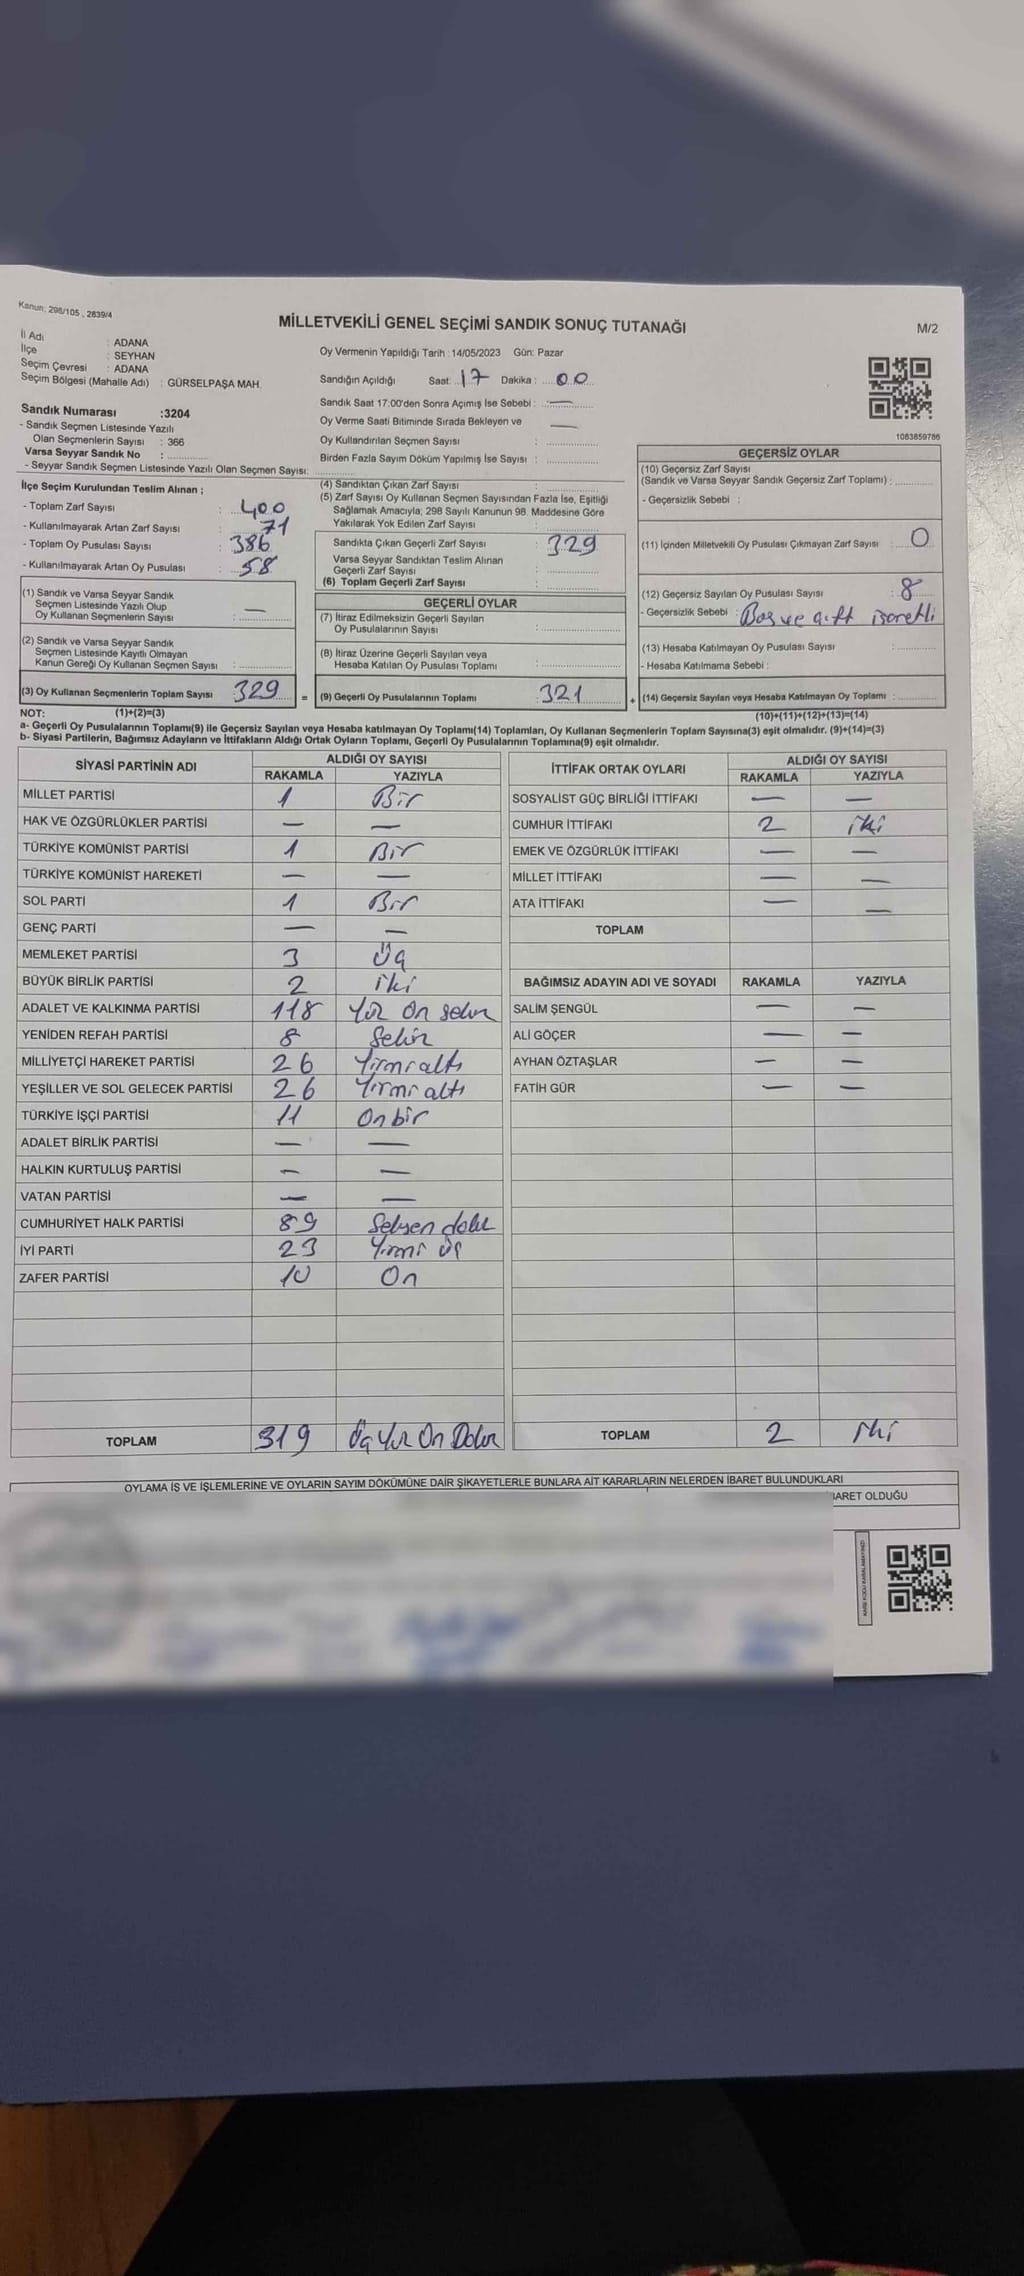 Kanun; 298/105 , 2839/4
MİLLETVEKİLİ GENEL SEÇİMİ SANDIK SONUÇ TUTANAĞI
M/2
İl Adı : ADANA
İlçe : SEYHAN
Seçim Çevresi : ADANA
Seçim Bölgesi (Mahalle Adı) : GÜRSELPAŞA MAH.
Sandık Numarası :3204
- Sandık Seçmen Listesinde Yazılı
Olan Seçmenlerin Sayısı : 366
Varsa Seyyar Sandık No :
- Seyyar Sandık Seçmen Listesinde Yazılı Olan Seçmen Sayısı:
Oy Vermenin Yapıldığı Tarih :14/05/2023 Gün: Pazar
Sandığın Açıldığı Saat: 17 Dakika : 00
Sandık Saat 17:00'den Sonra Açımış İse Sebebi : —
Oy Verme Saati Bitiminde Sırada Bekleyen ve —
Oy Kullandırılan Seçmen Sayısı :
Birden Fazla Sayım Döküm Yapılmış İse Sayısı :
1083859786
İlçe Seçim Kurulundan Teslim Alınan ;
- Toplam Zarf Sayısı : 400
- Kullanılmayarak Artan Zarf Sayısı : 71
- Toplam Oy Pusulası Sayısı : 386
- Kullanılmayarak Artan Oy Pusulası : 58
(1) Sandık ve Varsa Seyyar Sandık
Seçmen Listesinde Yazılı Olup
Oy Kullanan Seçmenlerin Sayısı : —
(2) Sandık ve Varsa Seyyar Sandık
Seçmen Listesinde Kayıtlı Olmayan
Kanun Gereği Oy Kullanan Seçmen Sayısı :
(3) Oy Kullanan Seçmenlerin Toplam Sayısı 329 =
(1)+(2)=(3)
(4) Sandıktan Çıkan Zarf Sayısı :
(5) Zarf Sayısı Oy Kullanan Seçmen Sayısından Fazla İse, Eşitliği
Sağlamak Amacıyla; 298 Sayılı Kanunun 98. Maddesine Göre
Yakılarak Yok Edilen Zarf Sayısı :
Sandıkta Çıkan Geçerli Zarf Sayısı : 329
Varsa Seyyar Sandıktan Teslim Alınan
Geçerli Zarf Sayısı :
(6) Toplam Geçerli Zarf Sayısı :
GEÇERLİ OYLAR
(7) İtiraz Edilmeksizin Geçerli Sayılan
Oy Pusulalarının Sayısı :
(8) İtiraz Üzerine Geçerli Sayılan veya
Hesaba Katılan Oy Pusulası Toplamı :
(9) Geçerli Oy Pusulalarının Toplamı : 321 +
GEÇERSİZ OYLAR
(10) Geçersiz Zarf Sayısı
(Sandık ve Varsa Seyyar Sandık Geçersiz Zarf Toplamı) :
- Geçersizlik Sebebi :
(11) İçinden Milletvekili Oy Pusulası Çıkmayan Zarf Sayısı : 0
(12) Geçersiz Sayılan Oy Pusulası Sayısı : 8
- Geçersizlik Sebebi : Boş ve çift işaretli
(13) Hesaba Katılmayan Oy Pusulası Sayısı :
- Hesaba Katılmama Sebebi :
(14) Geçersiz Sayılan veya Hesaba Katılmayan Oy Toplamı :
(10)+(11)+(12)+(13)=(14)
NOT:
a- Geçerli Oy Pusulalarının Toplamı(9) ile Geçersiz Sayılan veya Hesaba katılmayan Oy Toplamı(14) Toplamları, Oy Kullanan Seçmenlerin Toplam Sayısına(3) eşit olmalıdır. (9)+(14)=(3)
b- Siyasi Partilerin, Bağımsız Adayların ve İttifakların Aldığı Ortak Oyların Toplamı, Geçerli Oy Pusulalarının Toplamına(9) eşit olmalıdır.
SİYASİ PARTİNİN ADI ALDIĞI OY SAYISI
RAKAMLA YAZIYLA
MİLLET PARTİSİ 1 Bir
HAK VE ÖZGÜRLÜKLER PARTİSİ — —
TÜRKİYE KOMÜNİST PARTİSİ 1 Bir
TÜRKİYE KOMÜNİST HAREKETİ — —
SOL PARTİ 1 Bir
GENÇ PARTİ — —
MEMLEKET PARTİSİ 3 Üç
BÜYÜK BİRLİK PARTİSİ 2 iki
ADALET VE KALKINMA PARTİSİ 118 Yüz On sekiz
YENİDEN REFAH PARTİSİ 8 Sekiz
MİLLİYETÇİ HAREKET PARTİSİ 26 Yirmi altı
YEŞİLLER VE SOL GELECEK PARTİSİ 26 Yirmi altı
TÜRKİYE İŞÇİ PARTİSİ 11 On bir
ADALET BİRLİK PARTİSİ — —
HALKIN KURTULUŞ PARTİSİ — —
VATAN PARTİSİ — —
CUMHURİYET HALK PARTİSİ 89 Seksen dokuz
İYİ PARTİ 23 Yirmi üç
ZAFER PARTİSİ 10 On
TOPLAM 319 Üç Yüz On Dokuz
İTTİFAK ORTAK OYLARI ALDIĞI OY SAYISI
RAKAMLA YAZIYLA
SOSYALİST GÜÇ BİRLİĞİ İTTİFAKI — —
CUMHUR İTTİFAKI 2 iki
EMEK VE ÖZGÜRLÜK İTTİFAKI — —
MİLLET İTTİFAKI — —
ATA İTTİFAKI — —
TOPLAM
BAĞIMSIZ ADAYIN ADI VE SOYADI RAKAMLA YAZIYLA
SALİM ŞENGÜL — —
ALİ GÖÇER — —
AYHAN ÖZTAŞLAR — —
FATİH GÜR — —
TOPLAM 2 iki
OYLAMA İŞ VE İŞLEMLERİNE VE OYLARIN SAYIM DÖKÜMÜNE DAİR ŞİKAYETLERLE BUNLARA AİT KARARLARIN NELERDEN İBARET BULUNDUKLARI
OLDUĞU